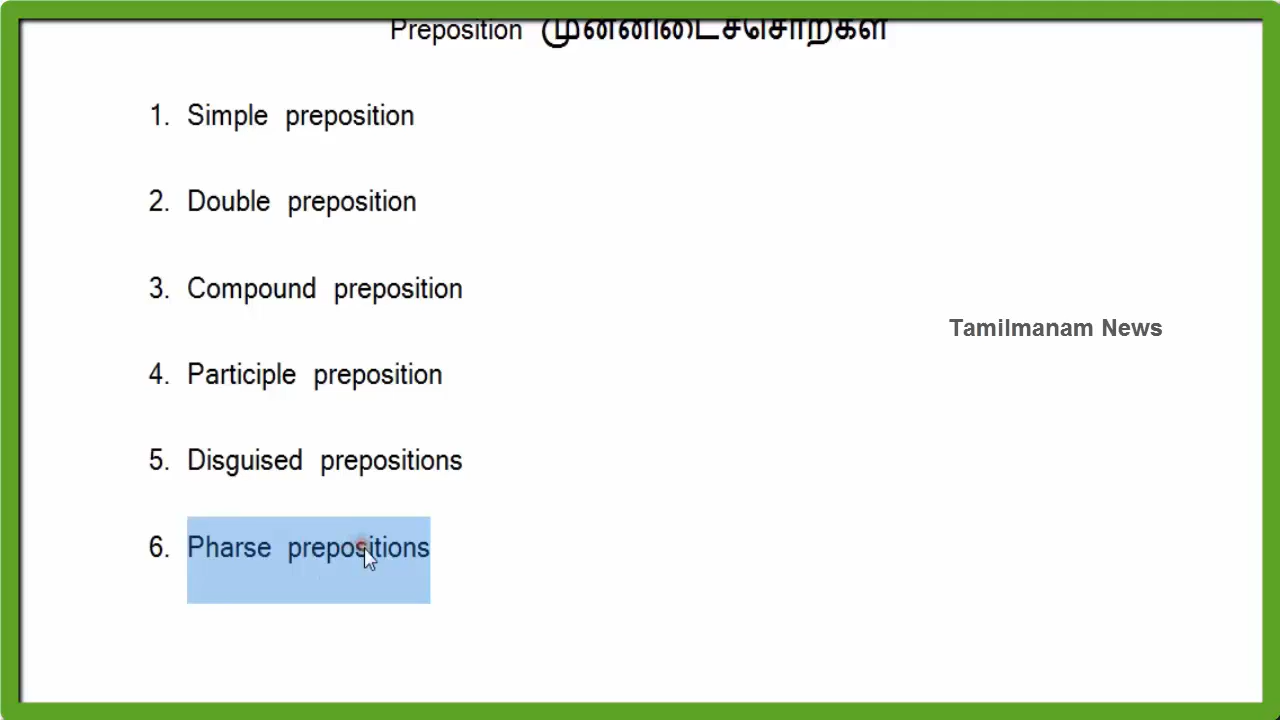 Preposition முன்னிடைச்சொற்கள்
1. Simple preposition
2. Double preposition
3. Compound preposition
Tamilmanam News
4. Participle preposition
5. Disguised prepositions
6. Pharse prepositions